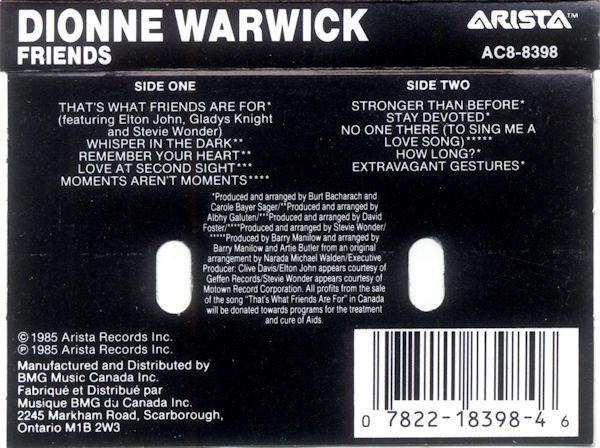 DIONNE WARWICK
FRIENDS
ARISTA™
AC8-8398
SIDE ONE
THAT'S WHAT FRIENDS ARE FOR*
(featuring Elton John, Gladys Knight
and Stevie Wonder)
WHISPER IN THE DARK**
REMEMBER YOUR HEART**
LOVE AT SECOND SIGHT***
MOMENTS AREN'T MOMENTS****
SIDE TWO
STRONGER THAN BEFORE*
STAY DEVOTED*
NO ONE THERE (TO SING ME A
LOVE SONG)*****
HOW LONG?*
EXTRAVAGANT GESTURES*
*Produced and arranged by Burt Bacharach and
Carole Bayer Sager/**Produced and arranged by
Albhy Galuten/***Produced and arranged by David
Foster/****Produced and arranged by Stevie Wonder/
*****Produced by Barry Manilow and arranged by
Barry Manilow and Artie Butler from an original
arrangement by Narada Michael Walden/Executive
Producer: Clive Davis/Elton John appears courtesy of
Geffen Records/Stevie Wonder appears courtesy of
Motown Record Corporation. All profits from the sale
of the song "That's What Friends Are For" in Canada
will be donated towards programs for the treatment
and cure of Aids.
© 1985 Arista Records Inc.
℗ 1985 Arista Records Inc.
Manufactured and Distributed by
BMG Music Canada Inc.
Fabriqué et Distribué par
Musique BMG du Canada Inc.
2245 Markham Road, Scarborough,
Ontario M1B 2W3
0 7822-18398-4 6